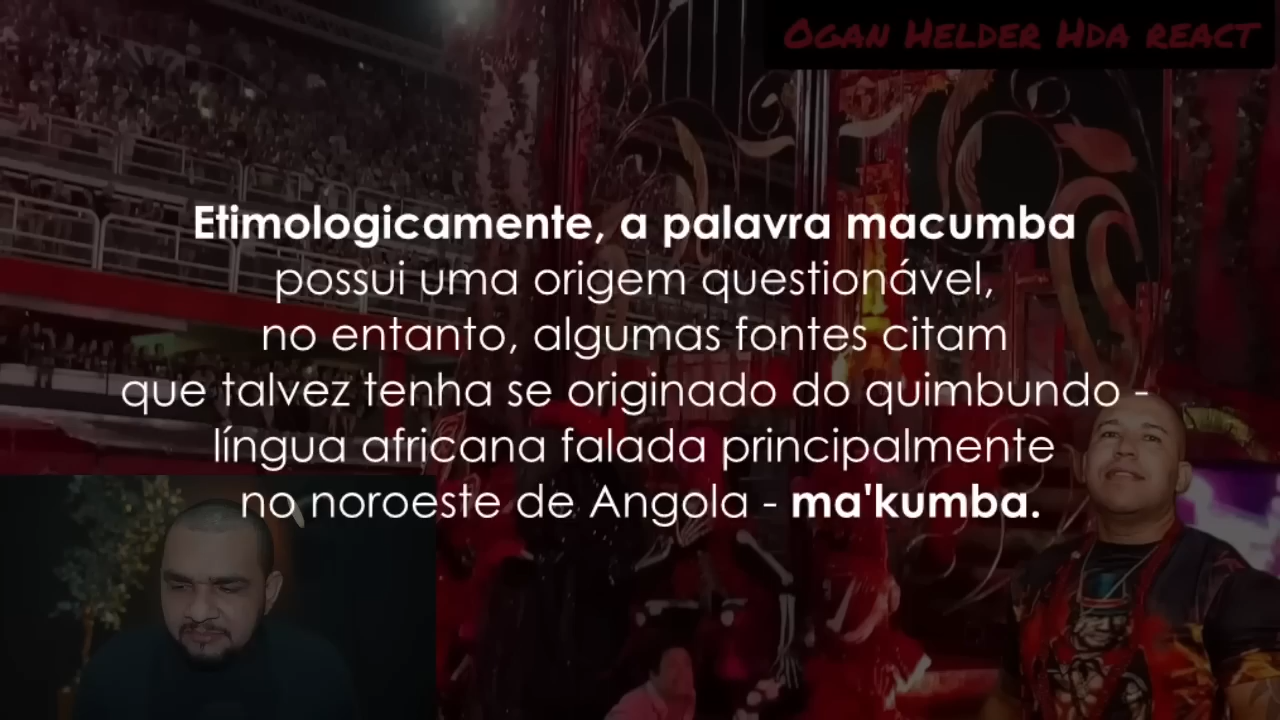 Ogan Helder Hda react
Etimologicamente, a palavra macumba
possui uma origem questionável,
no entanto, algumas fontes citam
que talvez tenha se originado do quimbundo -
língua africana falada principalmente
no noroeste de Angola - ma'kumba.